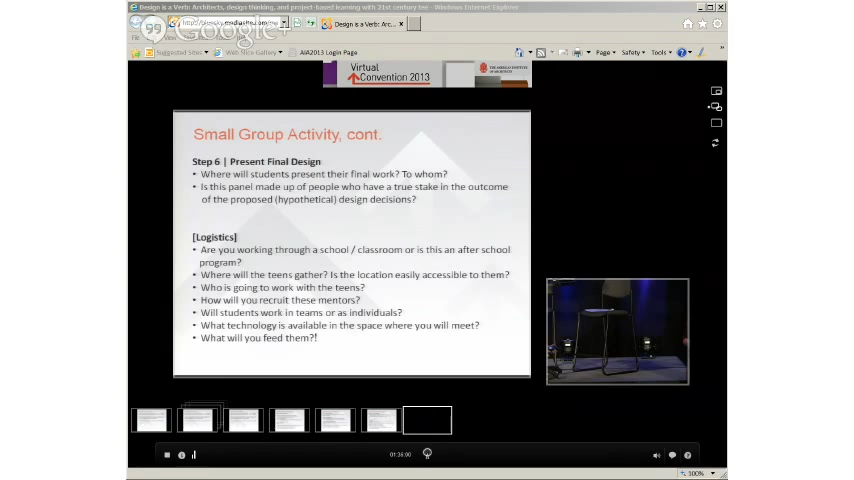 Design is a Verb: Architects, design thinking, and project-based learning with 21st century tee - Windows Internet Explorer
Design is a Verb: Arc...
Google+
Suggested Sites
Web Slice Gallery
AIA2013 Login Page
Page
Safety
Tools
Virtual
Convention 2013
THE AMERICAN INSTITUTE
OF ARCHITECTS
Small Group Activity, cont.
Step 6 | Present Final Design
• Where will students present their final work? To whom?
• Is this panel made up of people who have a true stake in the outcome
of the proposed (hypothetical) design decisions?
[Logistics]
• Are you working through a school / classroom or is this an after school
program?
• Where will the teens gather? Is the location easily accessible to them?
• Who is going to work with the teens?
• How will you recruit these mentors?
• Will students work in teams or as individuals?
• What technology is available in the space where you will meet?
• What will you feed them?!
100%